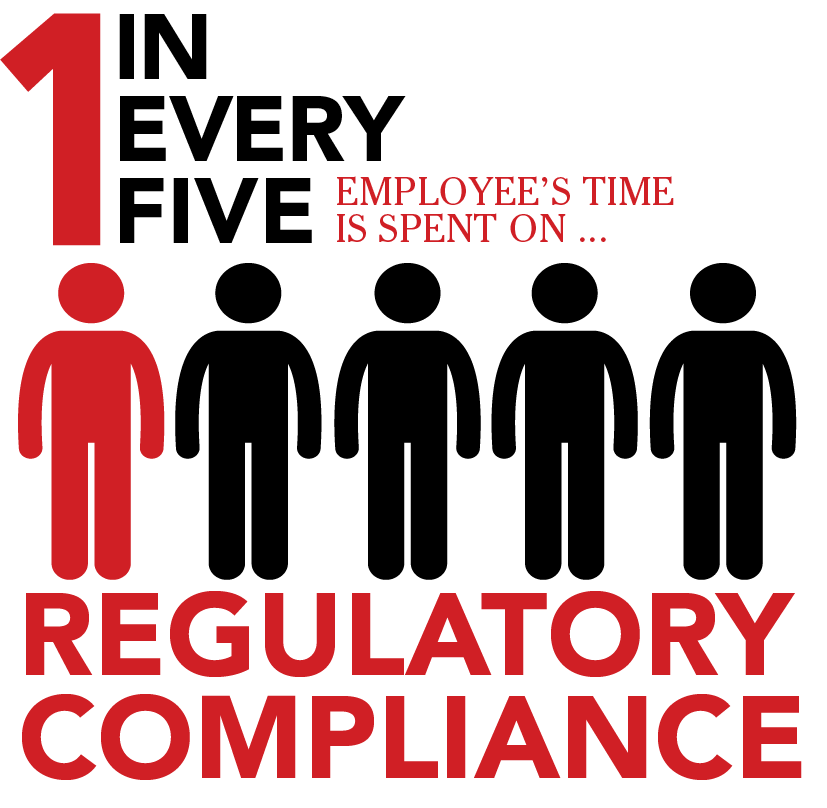 1 IN
EVERY
FIVE EMPLOYEE’S TIME
IS SPENT ON ...
REGULATORY
COMPLIANCE